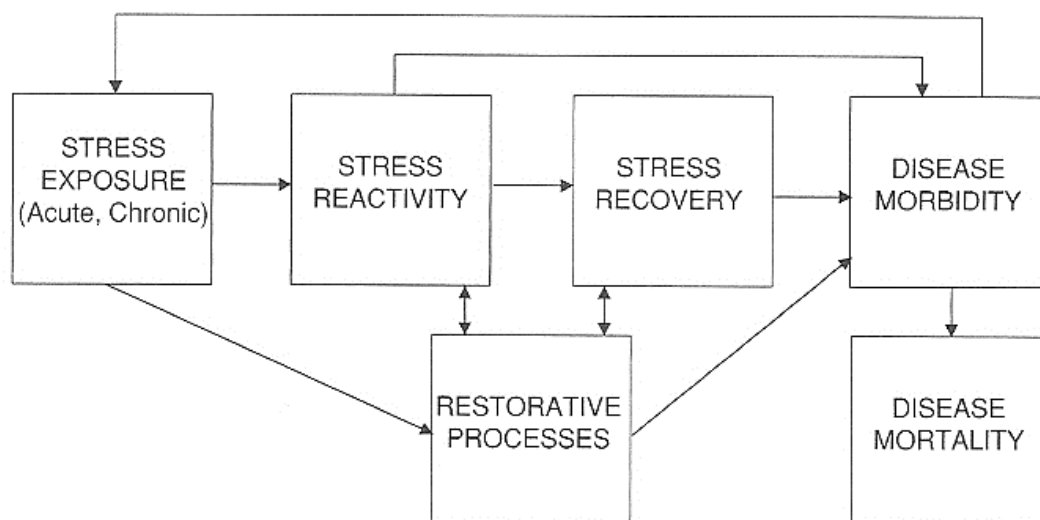 STRESS
EXPOSURE
(Acute, Chronic)
STRESS
REACTIVITY
STRESS
RECOVERY
DISEASE
MORBIDITY
RESTORATIVE
PROCESSES
DISEASE
MORTALITY